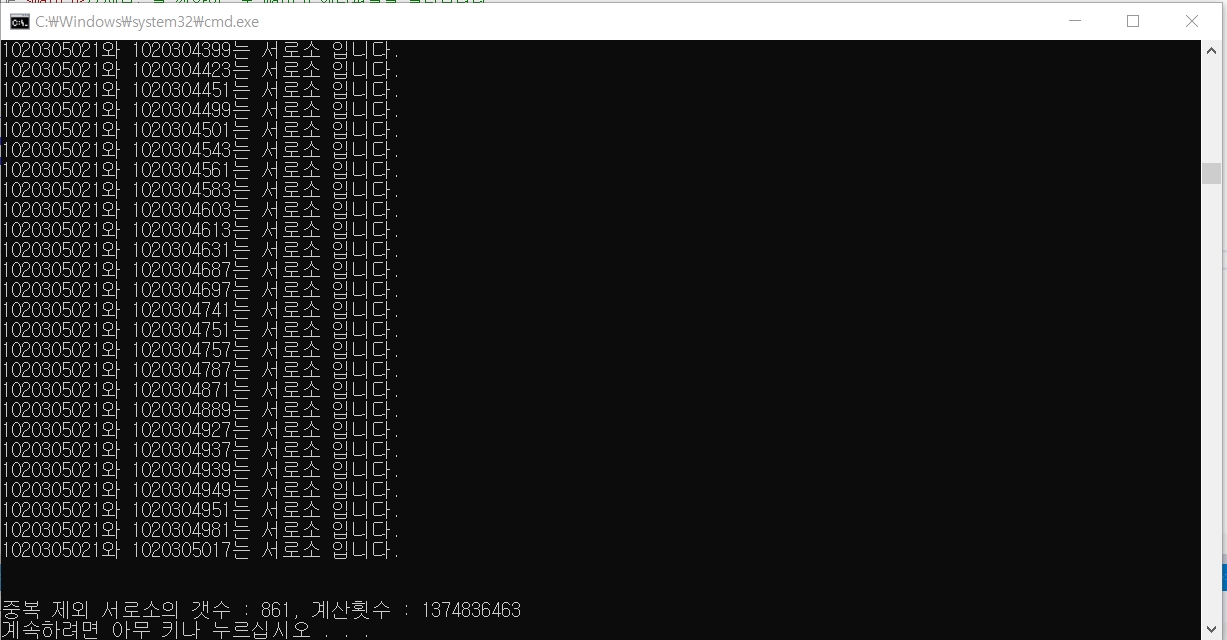 C:\Windows\system32\cmd.exe
1020305021와 1020304399는 서로소 입니다.
1020305021와 1020304423는 서로소 입니다.
1020305021와 1020304451는 서로소 입니다.
1020305021와 1020304499는 서로소 입니다.
1020305021와 1020304501는 서로소 입니다.
1020305021와 1020304543는 서로소 입니다.
1020305021와 1020304561는 서로소 입니다.
1020305021와 1020304583는 서로소 입니다.
1020305021와 1020304603는 서로소 입니다.
1020305021와 1020304613는 서로소 입니다.
1020305021와 1020304631는 서로소 입니다.
1020305021와 1020304687는 서로소 입니다.
1020305021와 1020304697는 서로소 입니다.
1020305021와 1020304741는 서로소 입니다.
1020305021와 1020304751는 서로소 입니다.
1020305021와 1020304757는 서로소 입니다.
1020305021와 1020304787는 서로소 입니다.
1020305021와 1020304871는 서로소 입니다.
1020305021와 1020304889는 서로소 입니다.
1020305021와 1020304927는 서로소 입니다.
1020305021와 1020304937는 서로소 입니다.
1020305021와 1020304939는 서로소 입니다.
1020305021와 1020304949는 서로소 입니다.
1020305021와 1020304951는 서로소 입니다.
1020305021와 1020304981는 서로소 입니다.
1020305021와 1020305017는 서로소 입니다.
중복 제외 서로소의 갯수 : 861, 계산횟수 : 1374836463
계속하려면 아무 키나 누르십시오 . . .